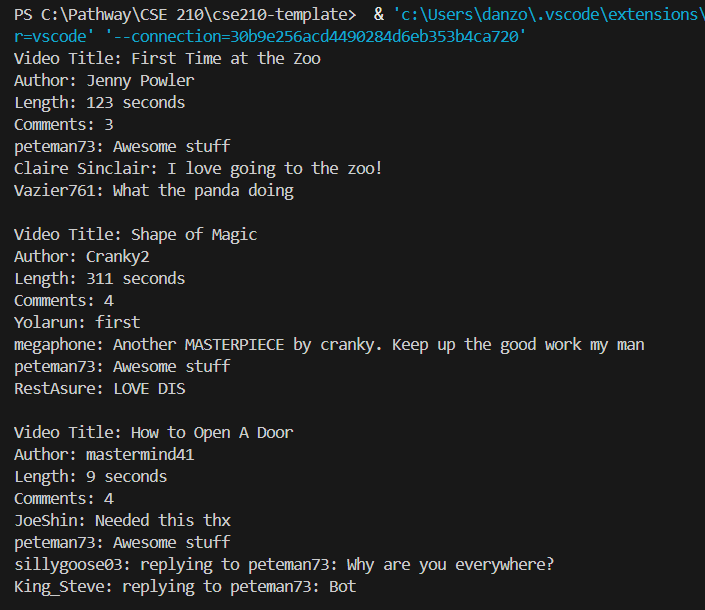 PS C:\Pathway\CSE 210\cse210-template>  & 'c:\Users\danzo\.vscode\extensions\
r=vscode' '--connection=30b9e256acd4490284d6eb353b4ca720'
Video Title: First Time at the Zoo
Author: Jenny Powler
Length: 123 seconds
Comments: 3
peteman73: Awesome stuff
Claire Sinclair: I love going to the zoo!
Vazier761: What the panda doing

Video Title: Shape of Magic
Author: Cranky2
Length: 311 seconds
Comments: 4
Yolarun: first
megaphone: Another MASTERPIECE by cranky. Keep up the good work my man
peteman73: Awesome stuff
RestAsure: LOVE DIS

Video Title: How to Open A Door
Author: mastermind41
Length: 9 seconds
Comments: 4
JoeShin: Needed this thx
peteman73: Awesome stuff
sillygoose03: replying to peteman73: Why are you everywhere?
King_Steve: replying to peteman73: Bot